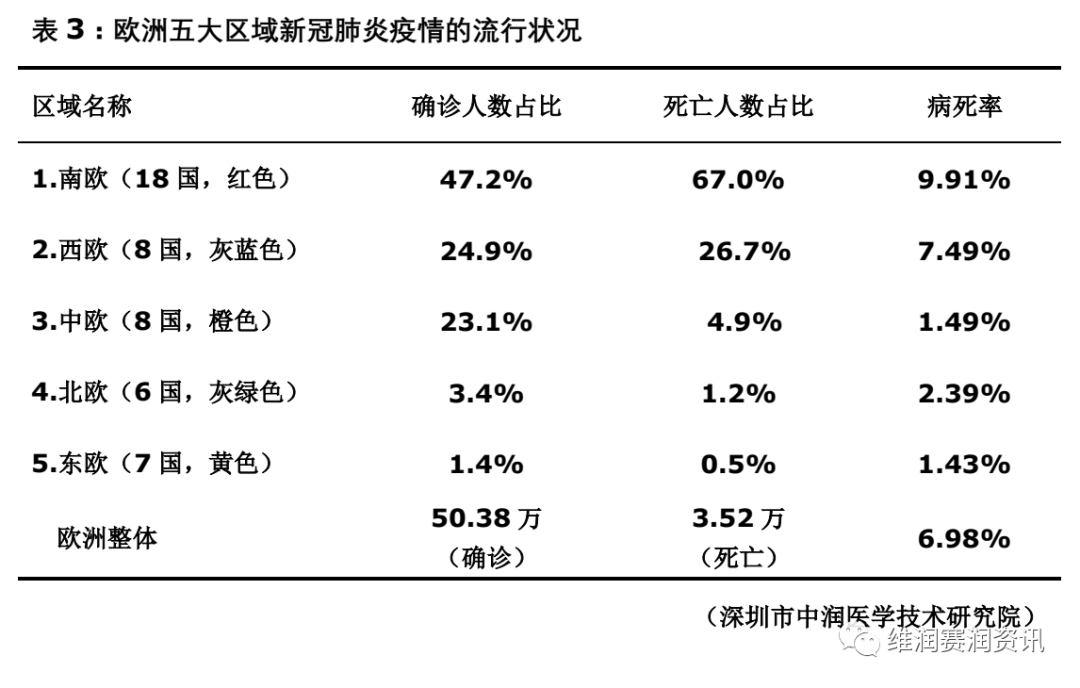 表 3：欧洲五大区域新冠肺炎疫情的流行状况
区域名称 确诊人数占比 死亡人数占比 病死率
1.南欧（18 国，红色） 47.2% 67.0% 9.91%
2.西欧（8 国，灰蓝色） 24.9% 26.7% 7.49%
3.中欧（8 国，橙色） 23.1% 4.9% 1.49%
4.北欧（6 国，灰绿色） 3.4% 1.2% 2.39%
5.东欧（7 国，黄色） 1.4% 0.5% 1.43%
欧洲整体 50.38 万（确诊） 3.52 万（死亡） 6.98%
（深圳市中润医学技术研究院）
维润赛润资讯